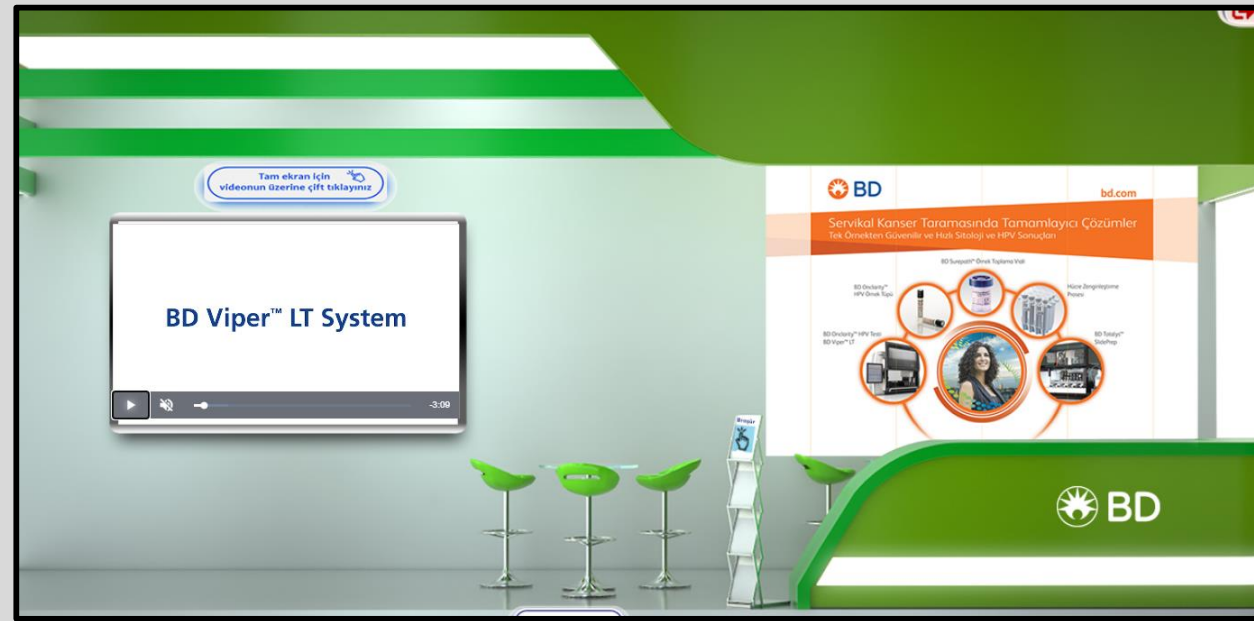 Tam ekran için
videonun üzerine çift tıklayınız
BD Viper™ LT System
-3:09
BD
bd.com
Servikal Kanser Taramasında Tamamlayıcı Çözümler
Tek Örnekten Güvenilir ve Hızlı Sitoloji ve HPV Sonuçları
BD Surepath™ Örnek Toplama Viali
BD Onclarity™
HPV Örnek Tüpü
Hücre Zenginleştirme
Prosesi
BD Onclarity™ HPV Testi
BD Viper™ LT
BD Totalys™
SlidePrep
Broşür
BD